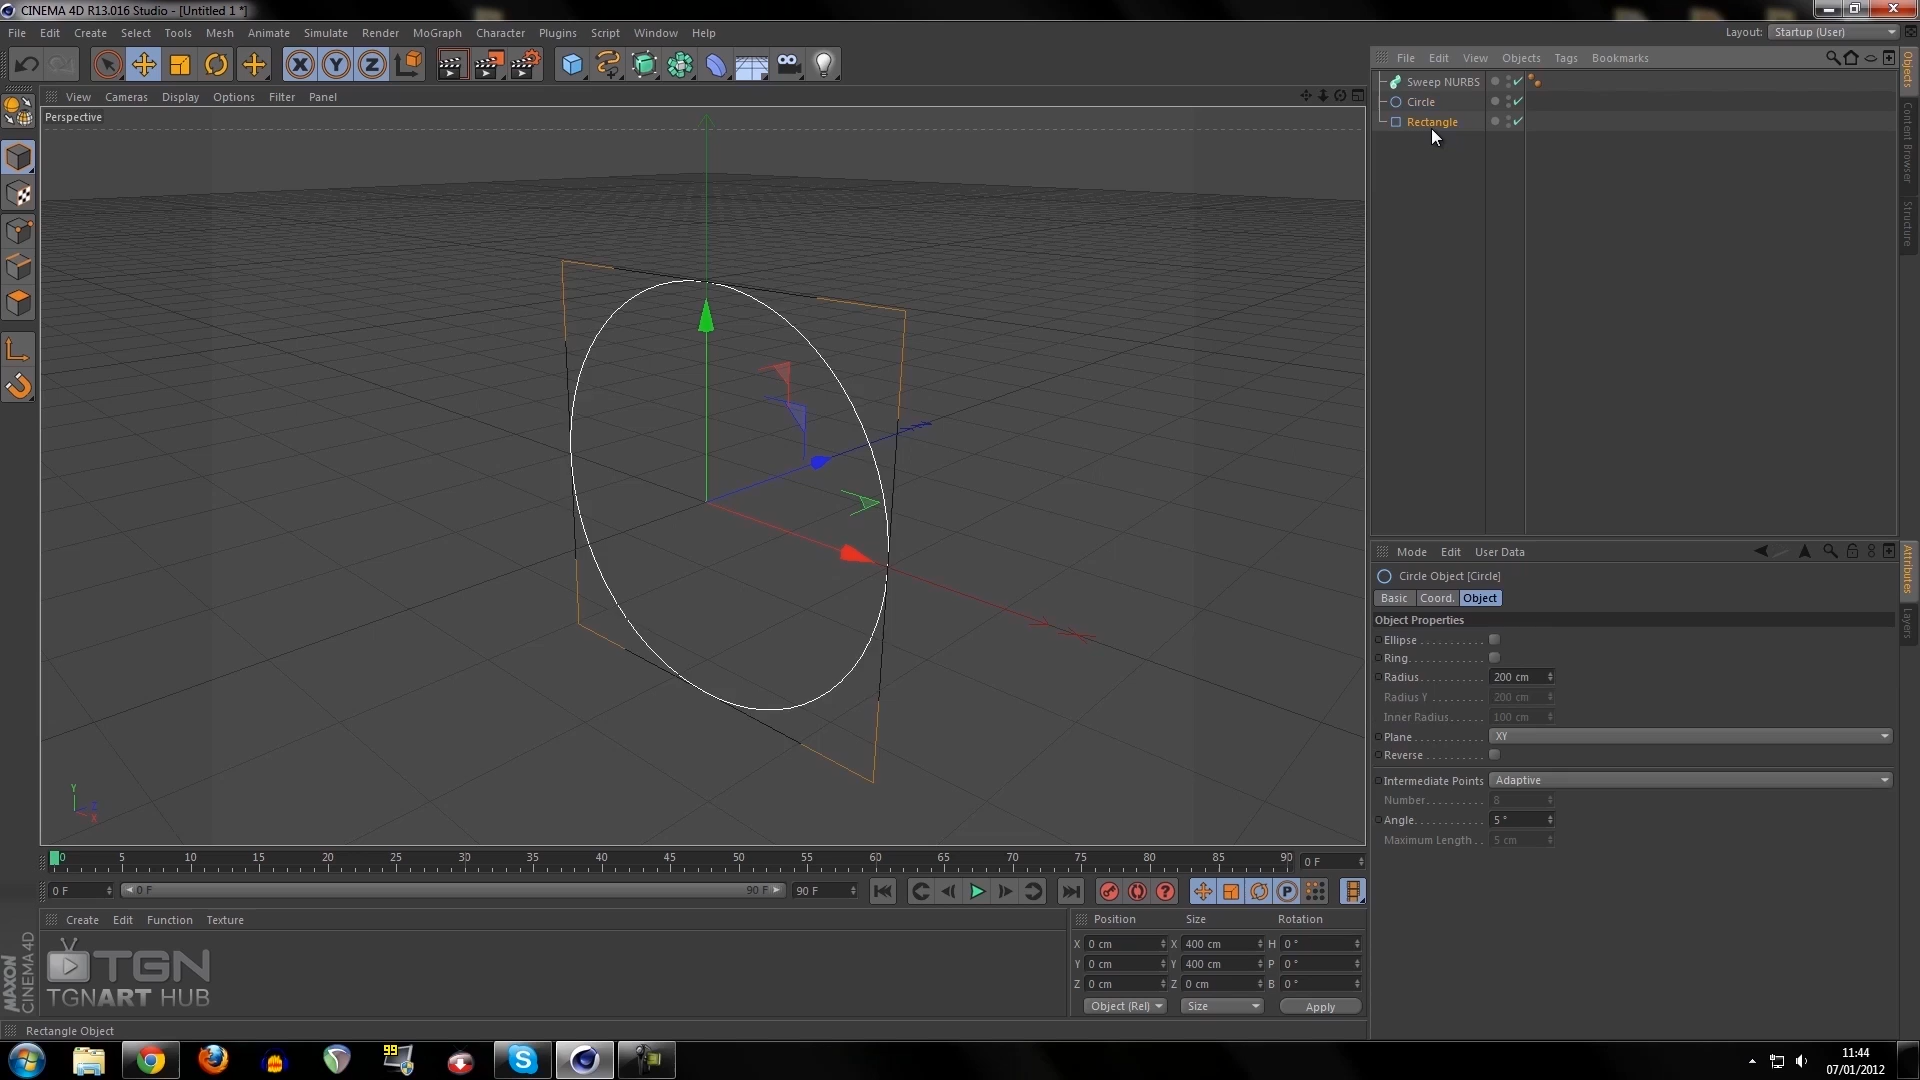 CINEMA 4D R13.016 Studio - [Untitled 1 *]
File Edit Create Select Tools Mesh Animate Simulate Render MoGraph Character Plugins Script Window Help
Layout: Startup (User)
File Edit View Objects Tags Bookmarks
View Cameras Display Options Filter Panel
Perspective
Sweep NURBS
Circle
Rectangle
Objects
Content Browser
Structure
Mode Edit User Data
Circle Object [Circle]
Basic Coord. Object
Object Properties
Ellipse
Ring
Radius 200 cm
Radius Y 200 cm
Inner Radius 100 cm
Plane XY
Reverse
Intermediate Points Adaptive
Number 8
Angle 5 °
Maximum Length 5 cm
Attributes
Layers
Y
Z
X
0 5 10 15 20 25 30 35 40 45 50 55 60 65 70 75 80 85 90 0 F
0 F 0 F 90 F 90 F
Create Edit Function Texture
Position Size Rotation
X 0 cm X 400 cm H 0 °
Y 0 cm Y 400 cm P 0 °
Z 0 cm Z 0 cm B 0 °
Object (Rel) Size Apply
MAXON
CINEMA 4D
TGN
TGNART HUB
Rectangle Object
99
11:44
07/01/2012